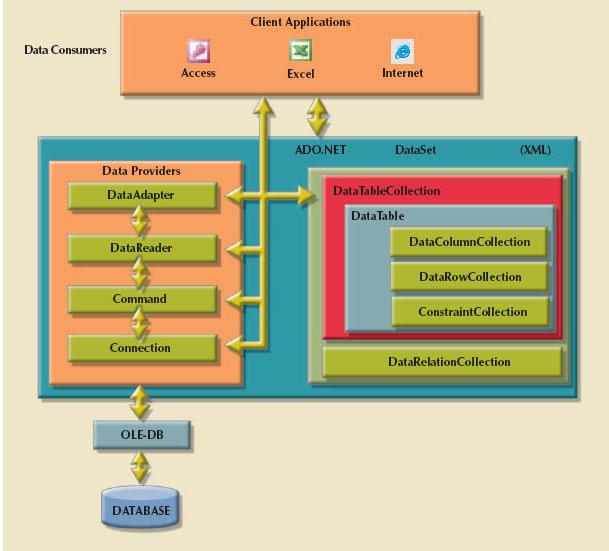 Client Applications
Data Consumers
Access Excel Internet
ADO.NET DataSet (XML)
Data Providers
DataAdapter
DataReader
Command
Connection
DataTableCollection
DataTable
DataColumnCollection
DataRowCollection
ConstraintCollection
DataRelationCollection
OLE-DB
DATABASE